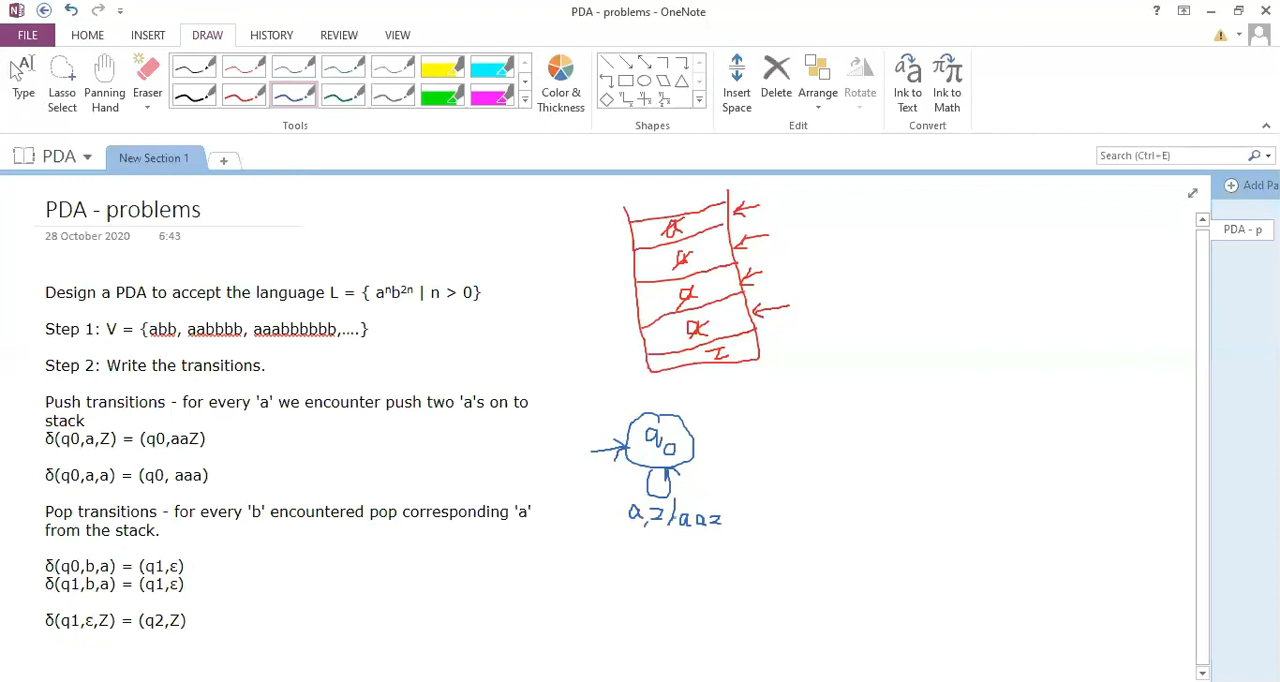 PDA - problems - OneNote
FILE HOME INSERT DRAW HISTORY REVIEW VIEW
Type
Lasso Select
Panning Hand
Eraser
Color & Thickness
Insert Space
Delete
Arrange
Rotate
Ink to Text
Ink to Math
Tools
Shapes
Edit
Convert
PDA
New Section 1
Search (Ctrl+E)
Add Pa
PDA - p
PDA - problems
28 October 2020 6:43
Design a PDA to accept the language L = { aⁿb²ⁿ | n > 0}
Step 1: V = {abb, aabbbb, aaabbbbbb,....}
Step 2: Write the transitions.
Push transitions - for every 'a' we encounter push two 'a's on to
stack
δ(q0,a,Z) = (q0,aaZ)
δ(q0,a,a) = (q0, aaa)
Pop transitions - for every 'b' encountered pop corresponding 'a'
from the stack.
δ(q0,b,a) = (q1,ε)
δ(q1,b,a) = (q1,ε)
δ(q1,ε,Z) = (q2,Z)
a
a
a
a
z
q0
a,z/aaz